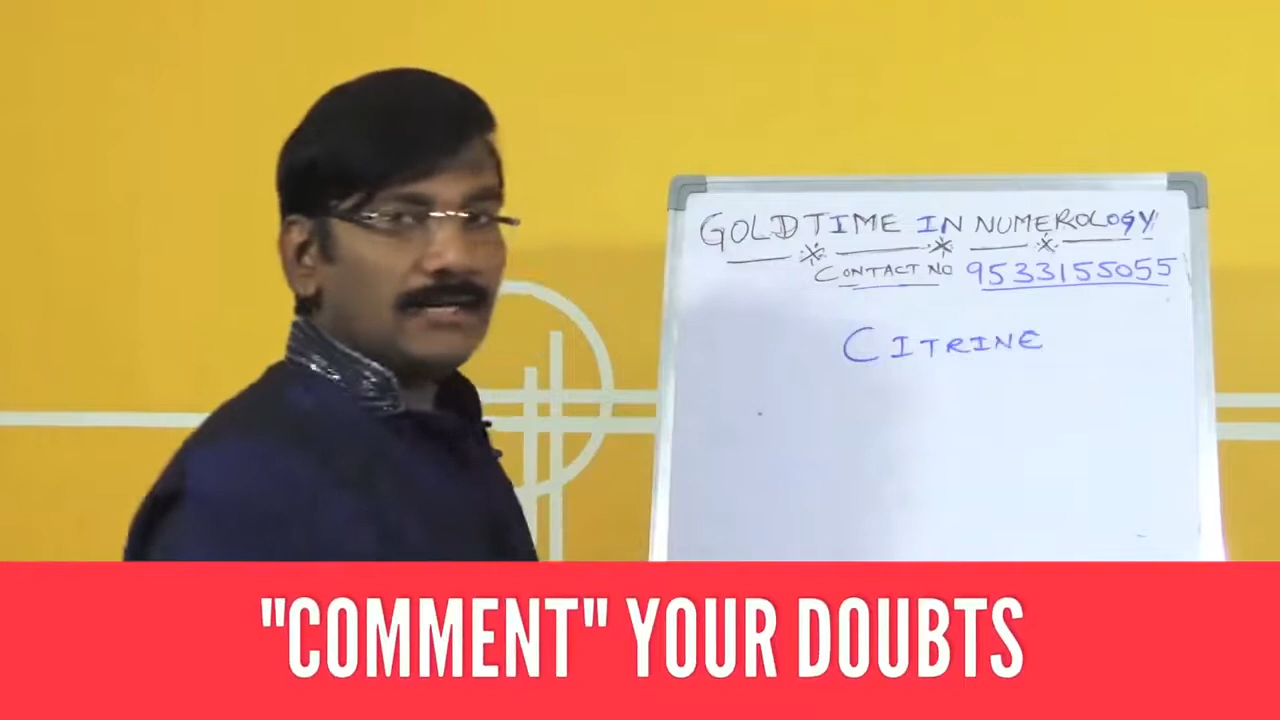 GOLD TIME IN NUMEROLOGY
CONTACT NO 9533155055
CITRINE
"COMMENT" YOUR DOUBTS